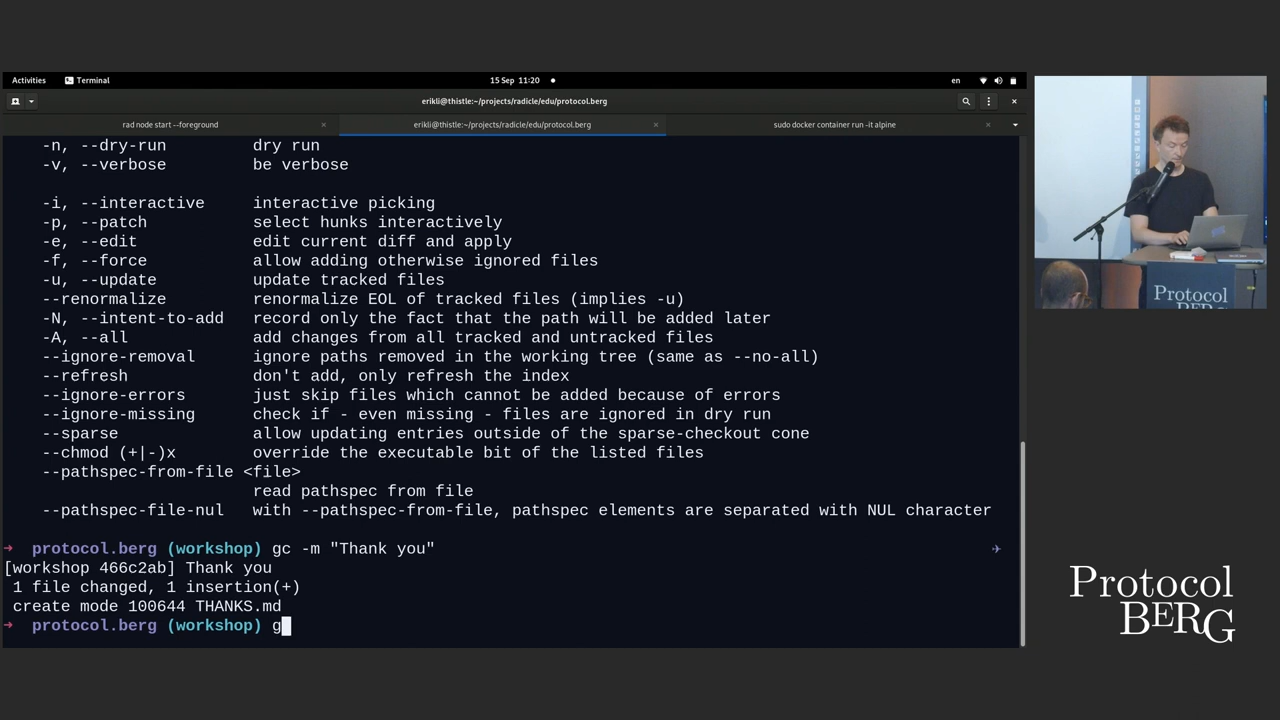 Activities
Terminal
15 Sep 11:20
en
erikli@thistle:~/projects/radicle/edu/protocol.berg
rad node start --foreground
erikli@thistle:~/projects/radicle/edu/protocol.berg
sudo docker container run -it alpine
-n, --dry-run dry run
-v, --verbose be verbose
-i, --interactive interactive picking
-p, --patch select hunks interactively
-e, --edit edit current diff and apply
-f, --force allow adding otherwise ignored files
-u, --update update tracked files
--renormalize renormalize EOL of tracked files (implies -u)
-N, --intent-to-add record only the fact that the path will be added later
-A, --all add changes from all tracked and untracked files
--ignore-removal ignore paths removed in the working tree (same as --no-all)
--refresh don't add, only refresh the index
--ignore-errors just skip files which cannot be added because of errors
--ignore-missing check if - even missing - files are ignored in dry run
--sparse allow updating entries outside of the sparse-checkout cone
--chmod (+|-)x override the executable bit of the listed files
--pathspec-from-file <file>
read pathspec from file
--pathspec-file-nul with --pathspec-from-file, pathspec elements are separated with NUL character
➜ protocol.berg (workshop) gc -m "Thank you"
[workshop 466c2ab] Thank you
1 file changed, 1 insertion(+)
create mode 100644 THANKS.md
➜ protocol.berg (workshop) g
Protocol
BERG
Protocol
BERG